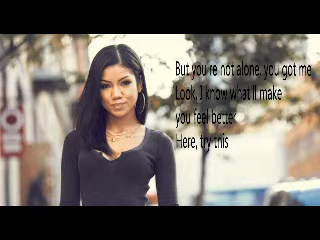 But you're not alone, you got me
Look, I know what'll make
you feel better
Here, try this